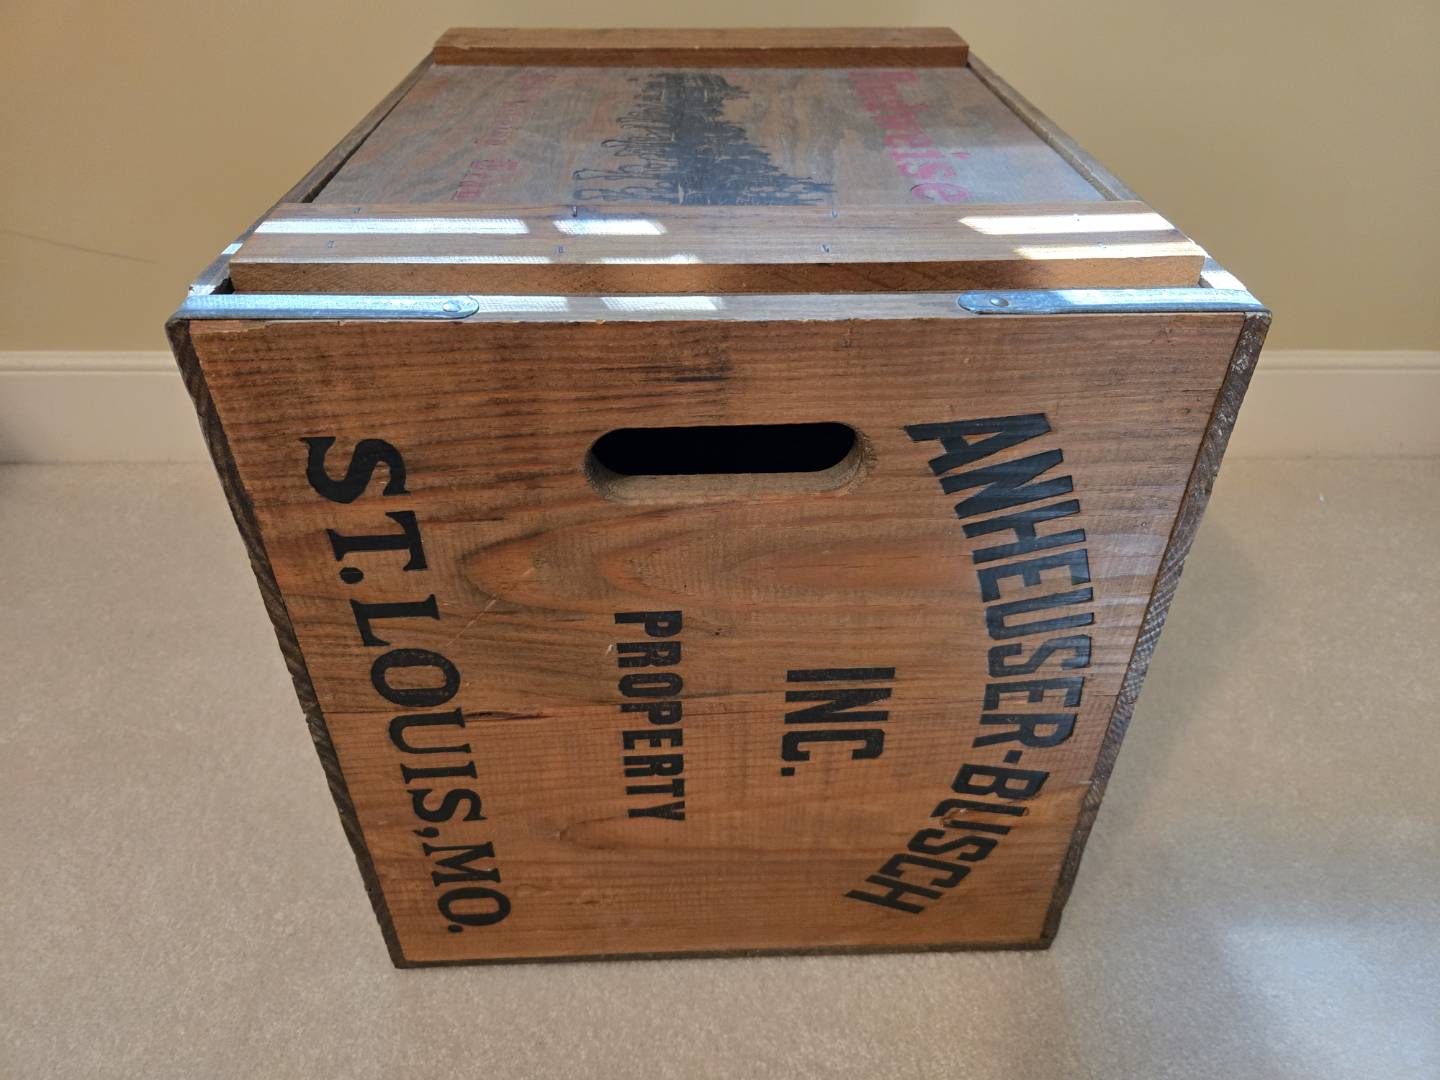 ANHEUSER-BUSCH
INC.
PROPERTY
ST. LOUIS, MO.